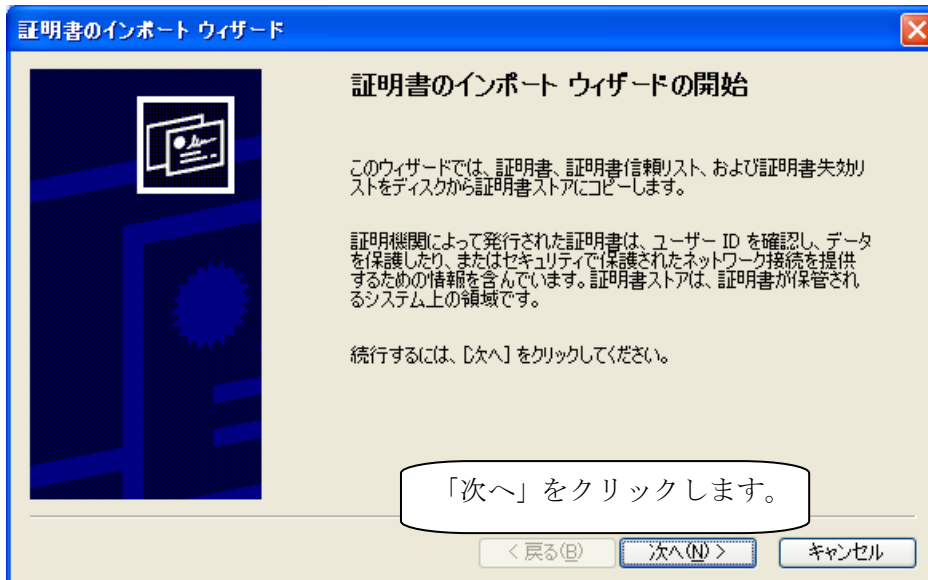 証明書のインポート ウィザード
証明書のインポート ウィザードの開始
このウィザードでは、証明書、証明書信頼リスト、および証明書失効リ
ストをディスクから証明書ストアにコピーします。
証明機関によって発行された証明書は、ユーザー ID を確認し、データ
を保護したり、またはセキュリティで保護されたネットワーク接続を提供
するための情報を含んでいます。証明書ストアは、証明書が保管され
るシステム上の領域です。
続行するには、[次へ] をクリックしてください。
「次へ」をクリックします。
< 戻る(B) 次へ(N) > キャンセル